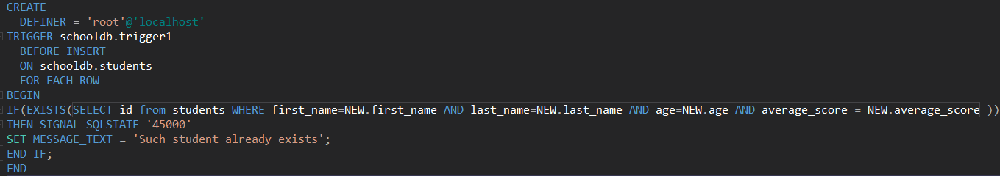 CREATE
DEFINER = 'root'@'localhost'
TRIGGER schooldb.trigger1
BEFORE INSERT
ON schooldb.students
FOR EACH ROW
BEGIN
IF(EXISTS(SELECT id from students WHERE first_name=NEW.first_name AND last_name=NEW.last_name AND age=NEW.age AND average_score = NEW.average_score ))
THEN SIGNAL SQLSTATE '45000'
SET MESSAGE_TEXT = 'Such student already exists';
END IF;
END